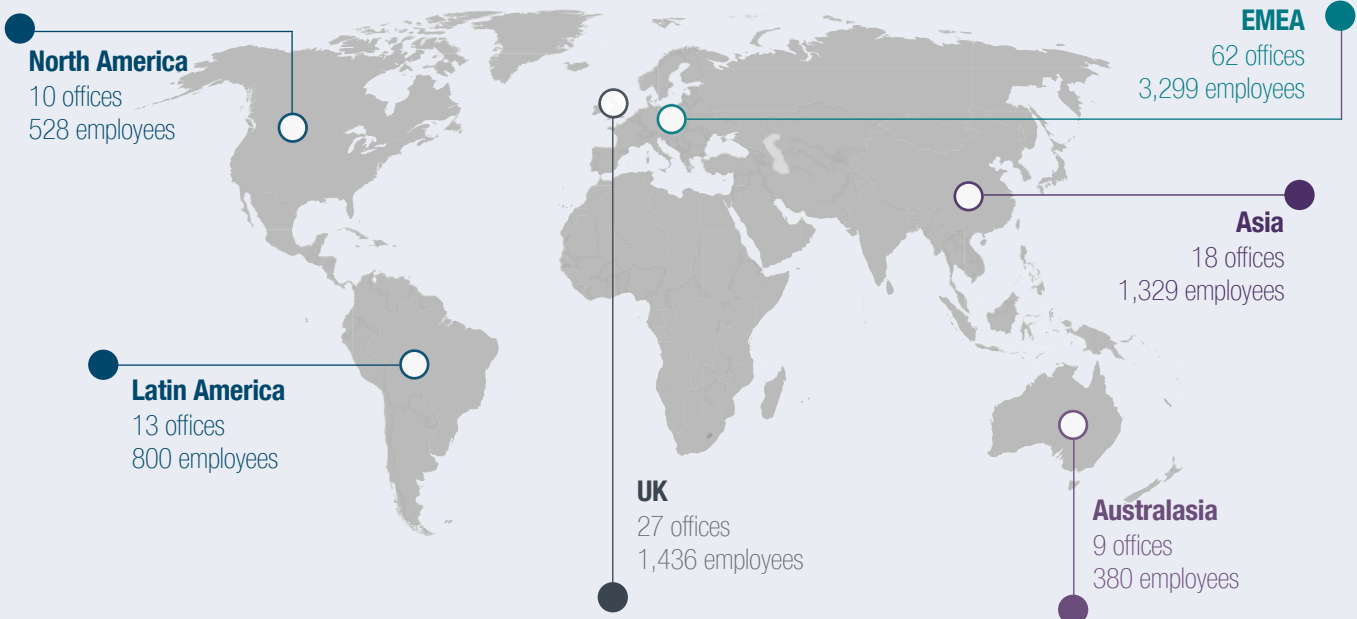 North America
10 offices
528 employees
EMEA
62 offices
3,299 employees
Asia
18 offices
1,329 employees
Latin America
13 offices
800 employees
UK
27 offices
1,436 employees
Australasia
9 offices
380 employees